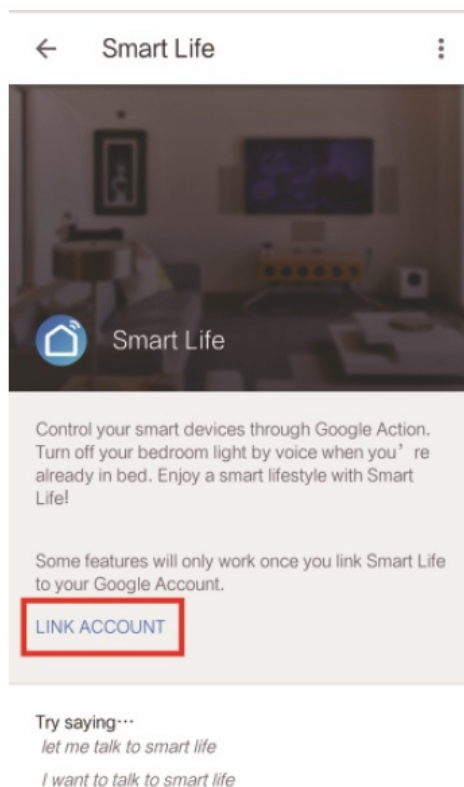 Smart Life
Smart Life
Control your smart devices through Google Action.
Turn off your bedroom light by voice when you’re
already in bed. Enjoy a smart lifestyle with Smart
Life!
Some features will only work once you link Smart Life
to your Google Account.
LINK ACCOUNT
Try saying···
let me talk to smart life
I want to talk to smart life